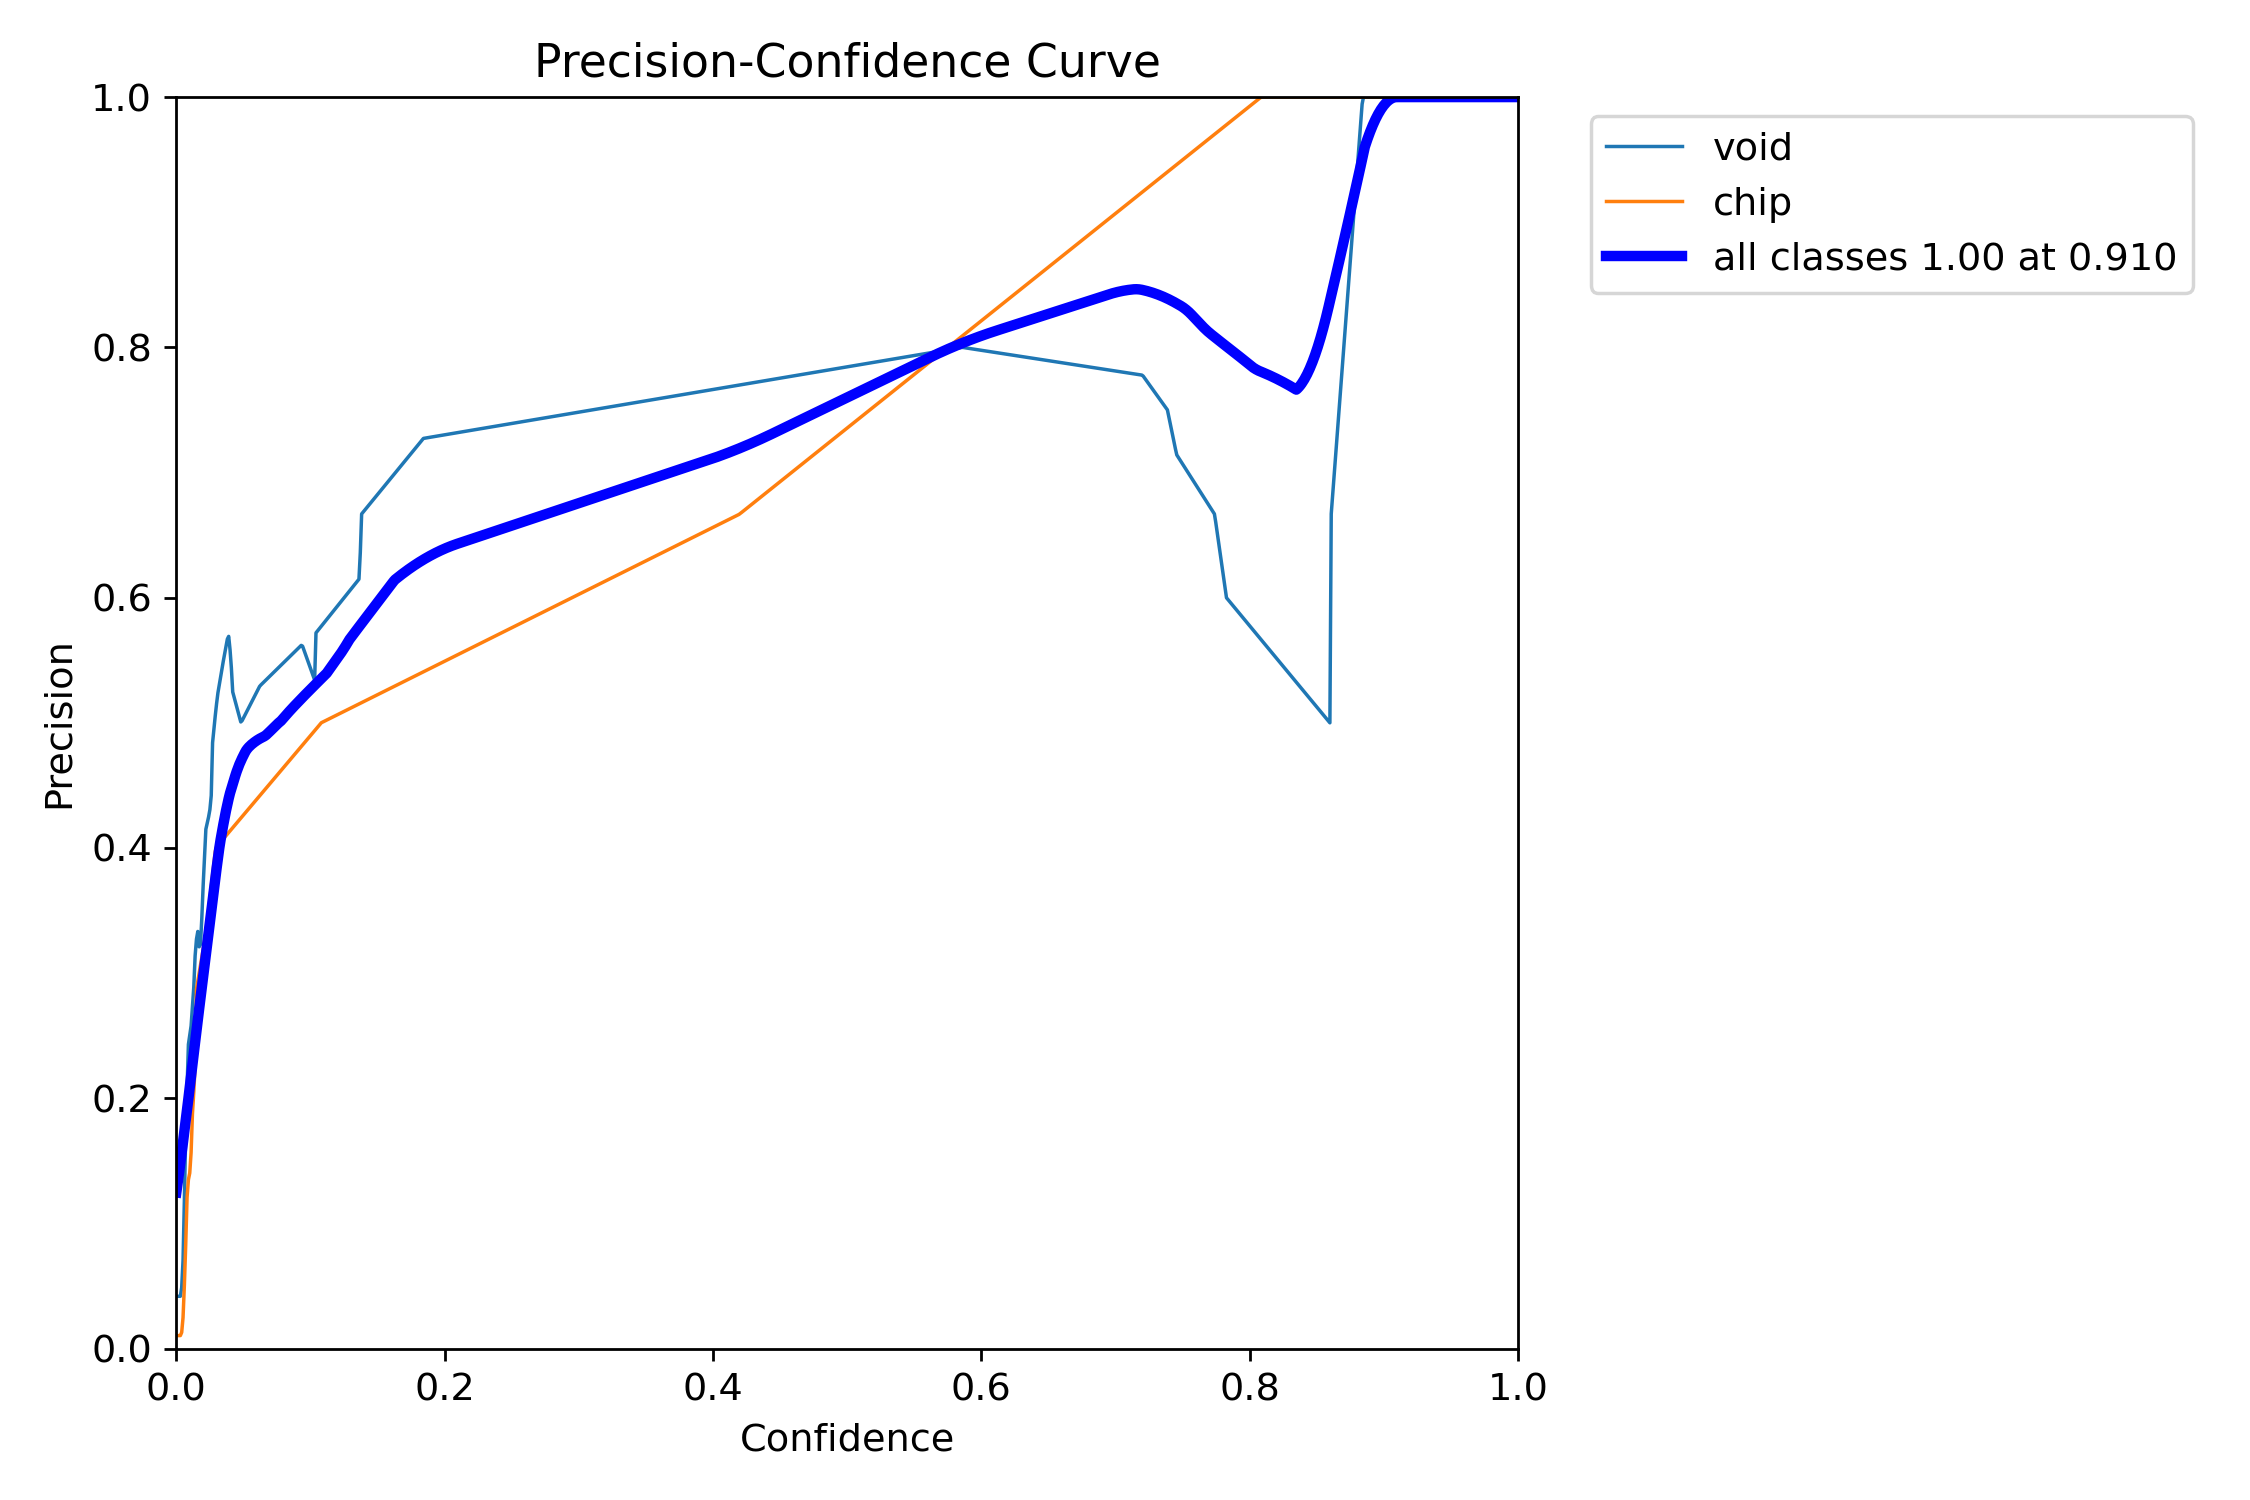 Precision-Confidence Curve
void
chip
all classes 1.00 at 0.910
Precision
1.0
0.8
0.6
0.4
0.2
0.0
0.0 0.2 0.4 0.6 0.8 1.0
Confidence